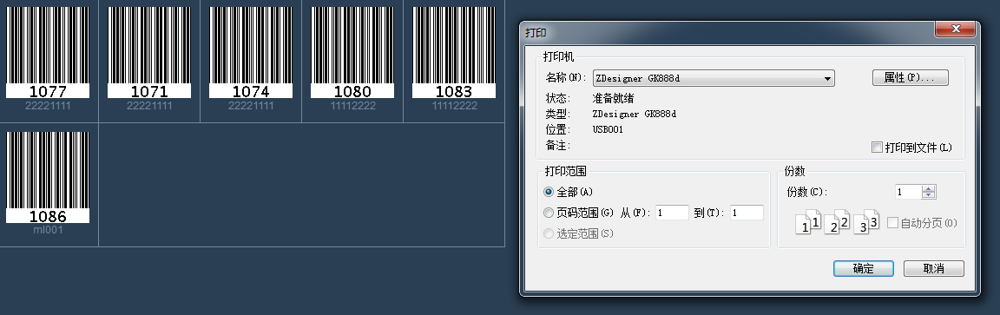 1077 1071 1074 1080 1083
22221111 22221111 22221111 11112222 11112222
1086
ml001
打印
打印机
名称(N): ZDesigner GK888d 属性(P)...
状态: 准备就绪
类型: ZDesigner GK888d
位置: USB001
备注: 打印到文件(L)
打印范围
全部(A)
页码范围(G) 从(F): 1 到(T): 1
选定范围(S)
份数
份数(C): 1
1 1 2 2 3 3 自动分页(O)
确定 取消